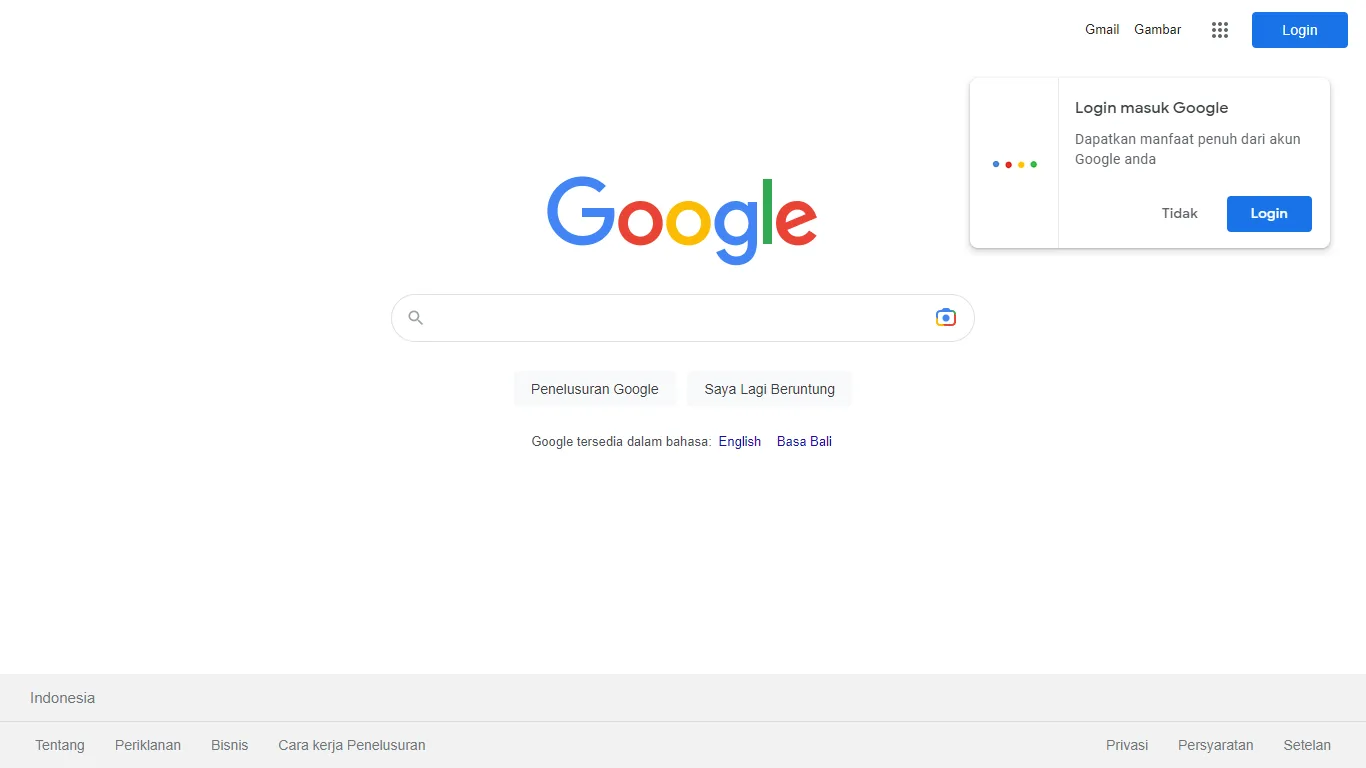 Gmail Gambar Login
Login masuk Google
Dapatkan manfaat penuh dari akun
Google anda
Tidak Login
Google
Penelusuran Google Saya Lagi Beruntung
Google tersedia dalam bahasa: English Basa Bali
Indonesia
Tentang Periklanan Bisnis Cara kerja Penelusuran Privasi Persyaratan Setelan